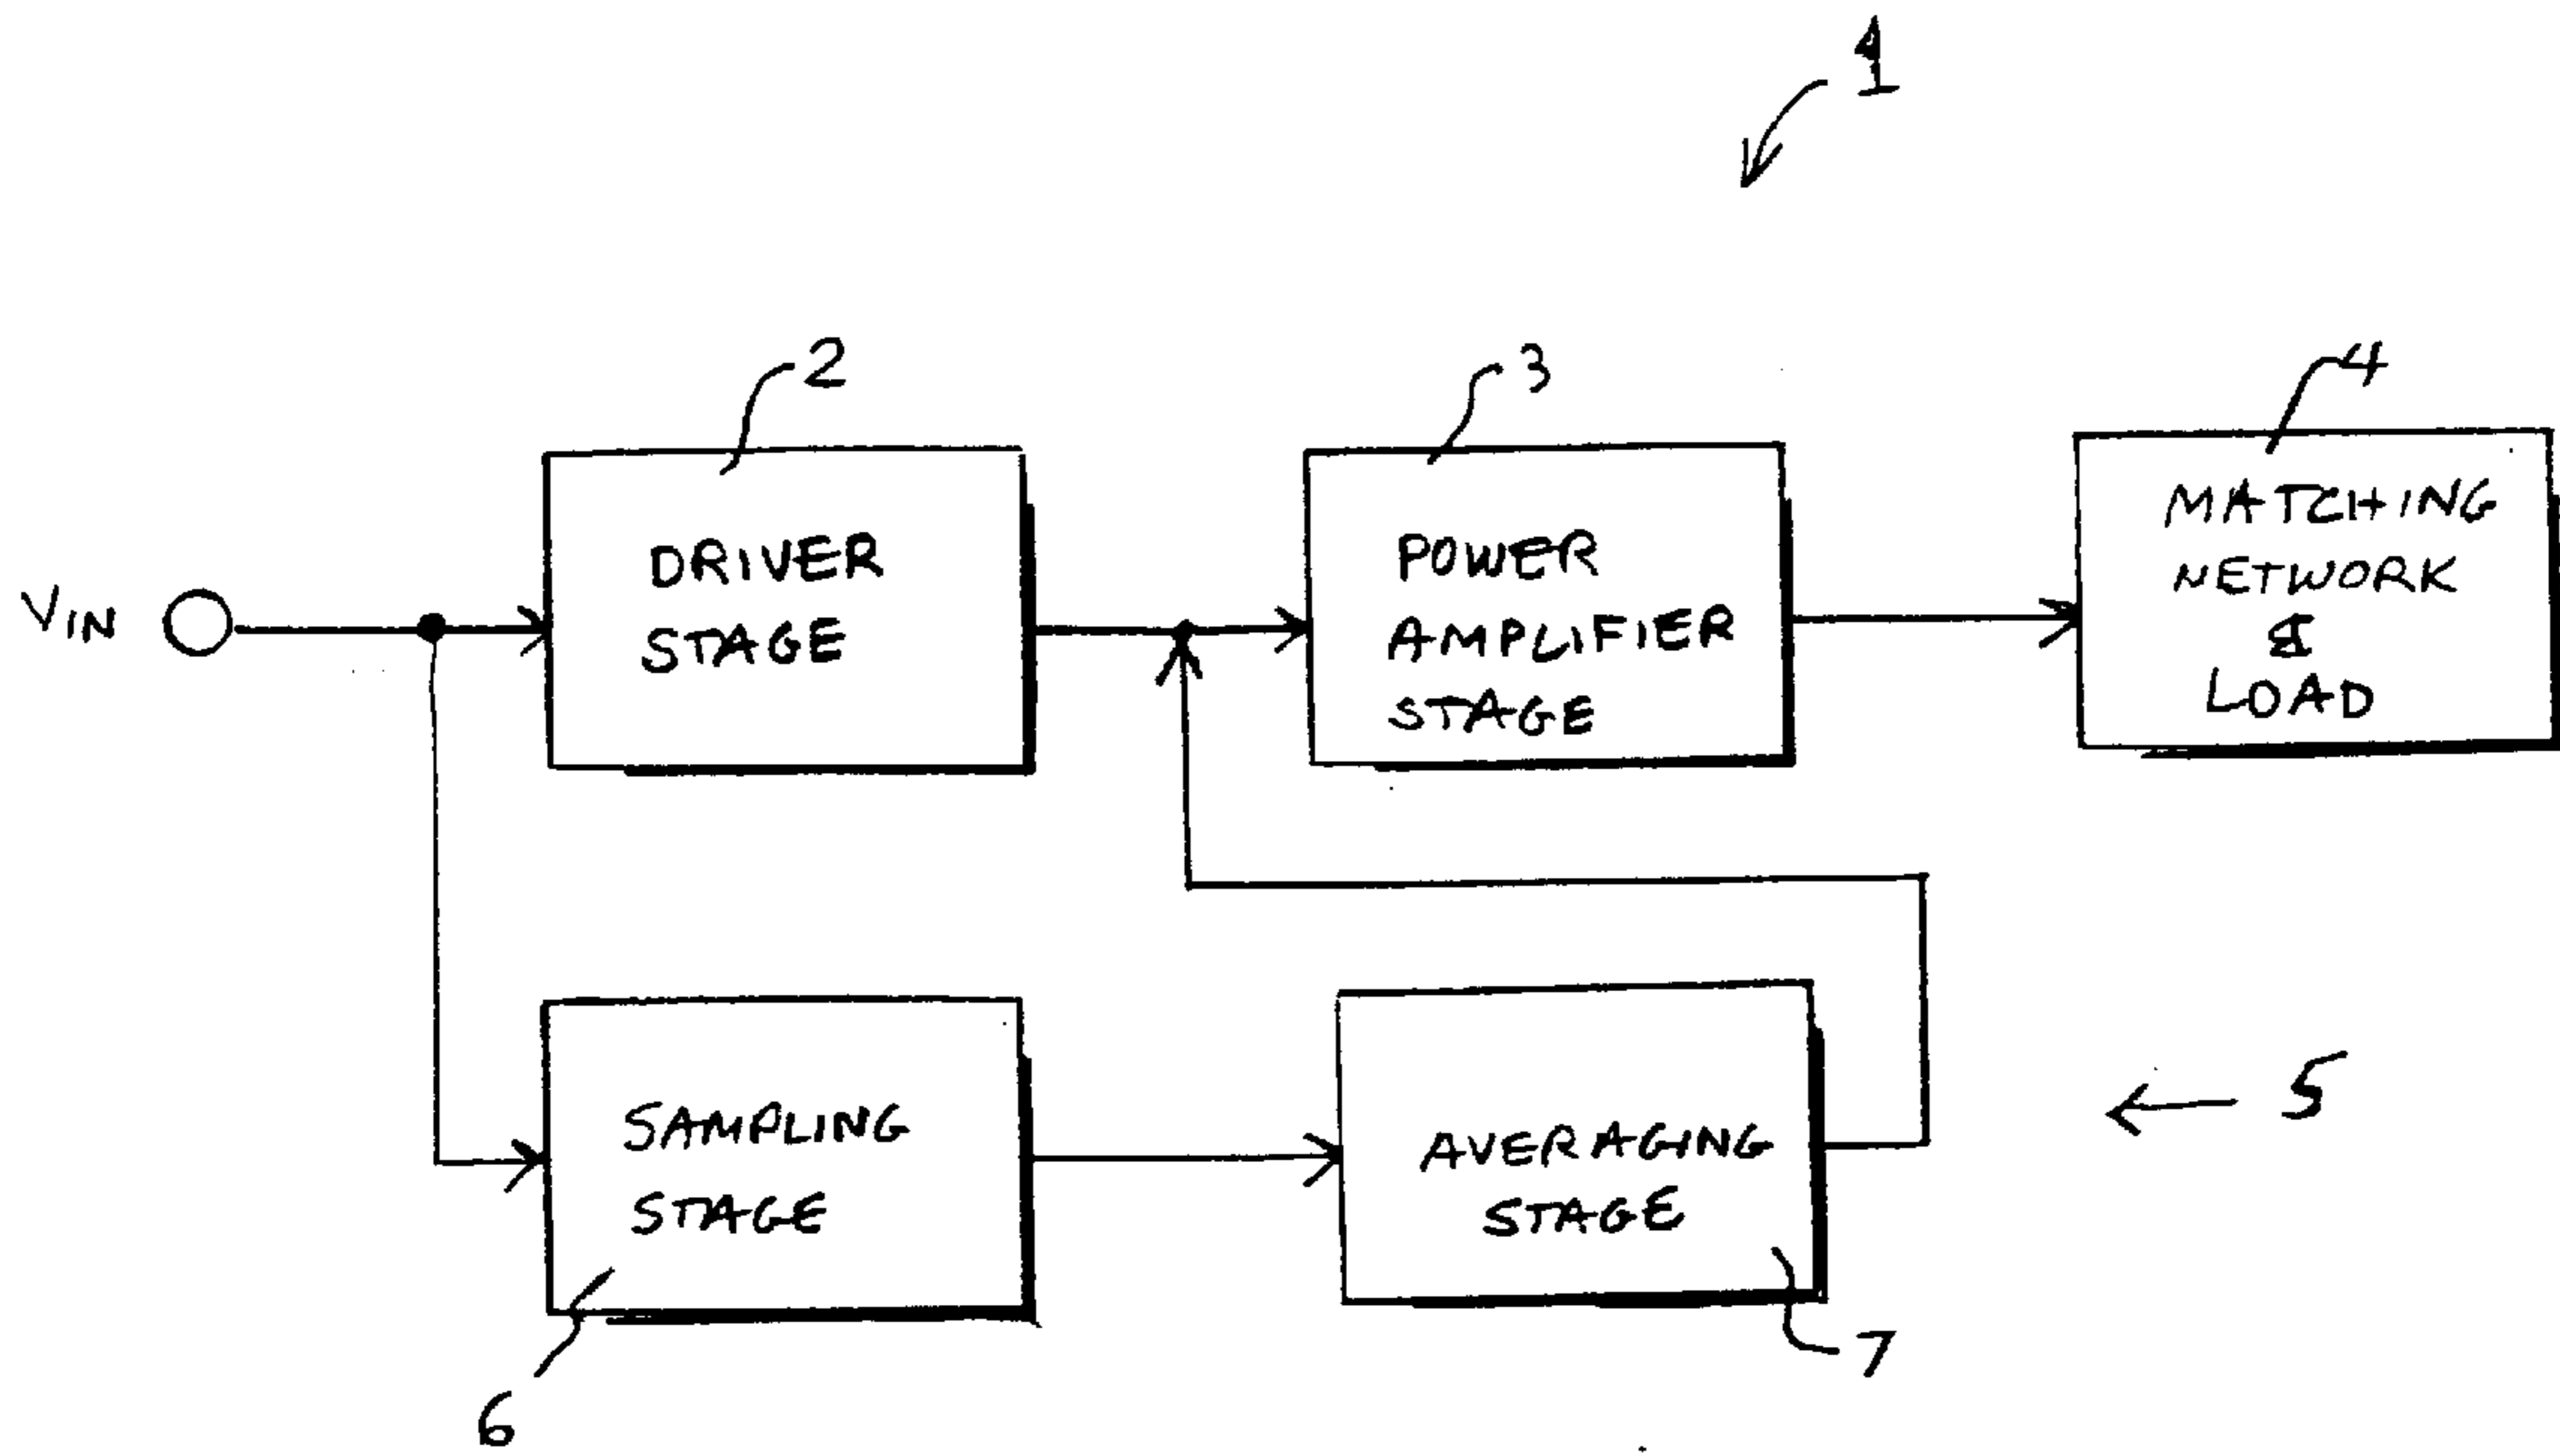 1
2
3
4
DRIVER
STAGE
POWER
AMPLIFIER
STAGE
MATCHING
NETWORK
&
LOAD
VIN
SAMPLING
STAGE
AVERAGING
STAGE
5
6
7